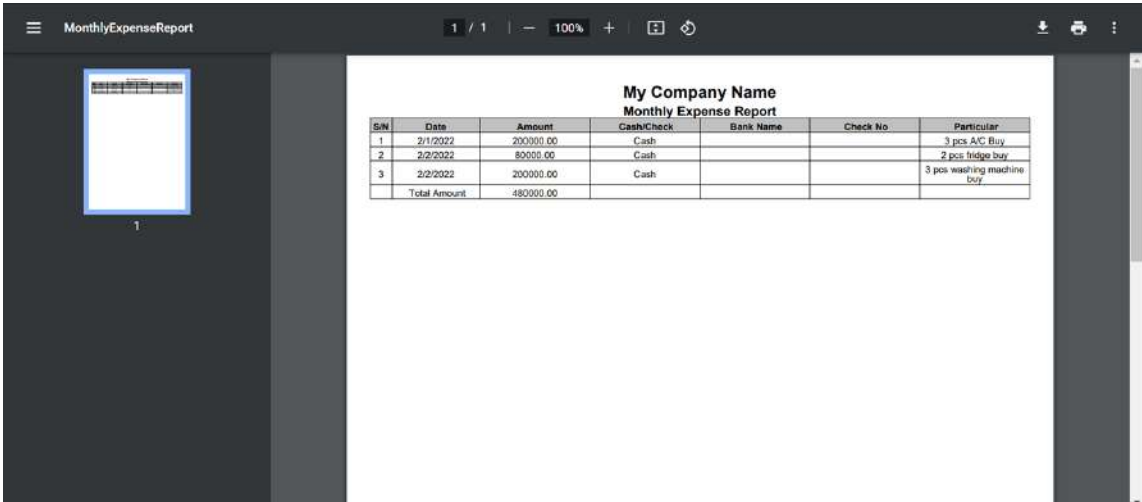 MonthlyExpenseReport 1 / 1 100%
1
My Company Name
Monthly Expense Report
S/N Date Amount Cash/Check Bank Name Check No Particular
1 2/1/2022 200000.00 Cash 3 pcs A/C Buy
2 2/2/2022 80000.00 Cash 2 pcs fridge buy
3 2/2/2022 200000.00 Cash 3 pcs washing machine
buy
Total Amount 480000.00